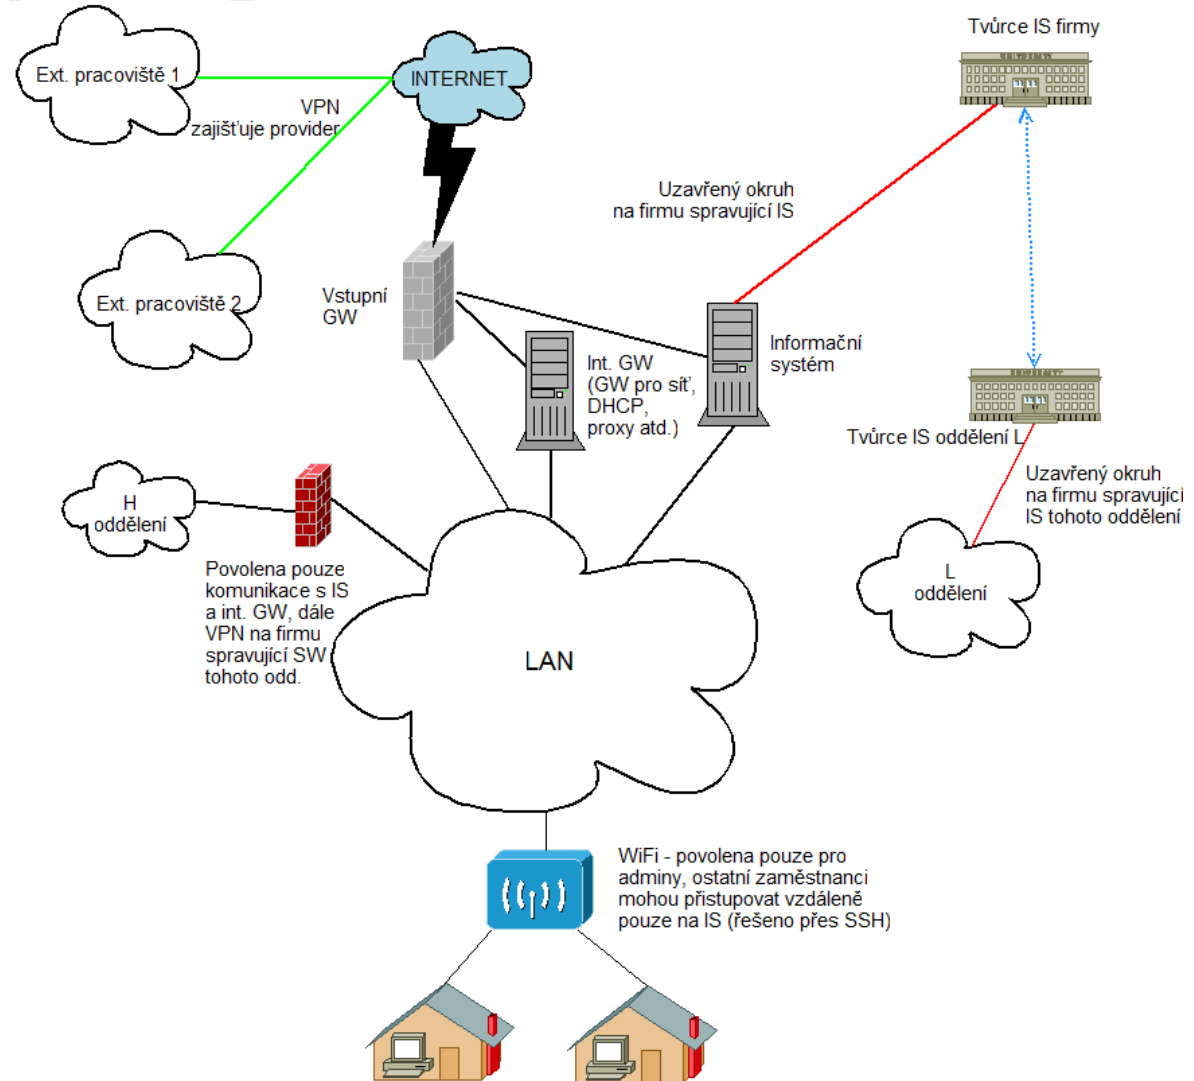 Tvůrce IS firmy
Ext. pracoviště 1
INTERNET
VPN
zajišťuje provider
Uzavřený okruh
na firmu spravující IS
Ext. pracoviště 2
Vstupní
GW
Int. GW
(GW pro síť,
DHCP,
proxy atd.)
Informační
systém
Tvůrce IS oddělení L
Uzavřený okruh
na firmu spravující
IS tohoto oddělení
H
oddělení
Povolena pouze
komunikace s IS
a int. GW, dále
VPN na firmu
spravující SW
tohoto odd.
L
oddělení
LAN
WiFi - povolena pouze pro
adminy, ostatní zaměstnanci
mohou přistupovat vzdáleně
pouze na IS (řešeno přes SSH)